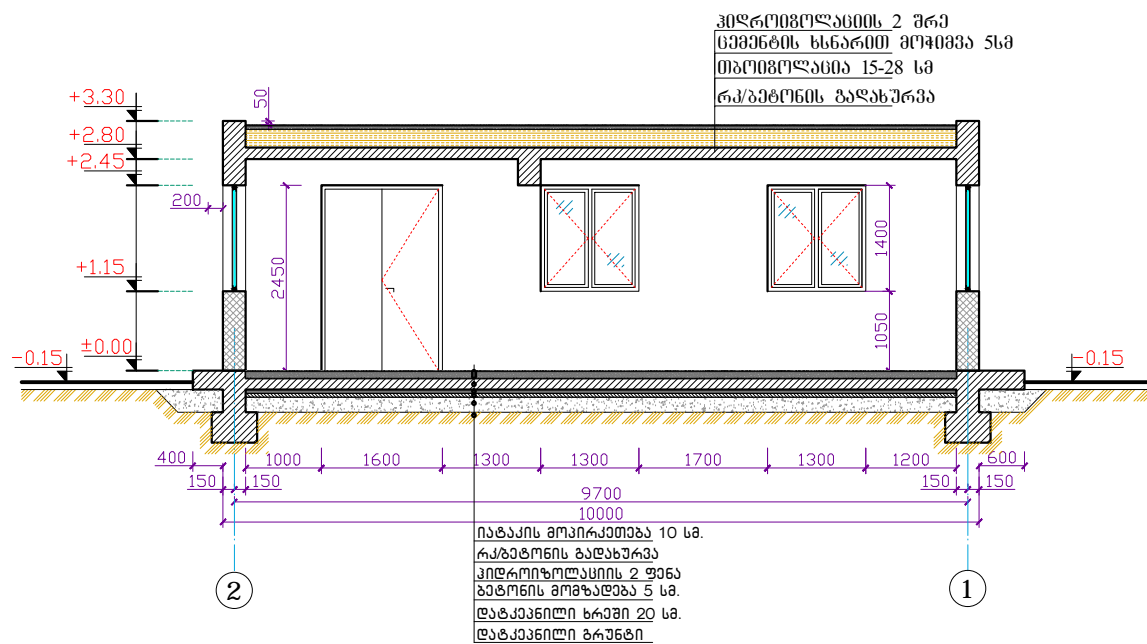 ჰიდროიზოლაციის 2 შრე
ცემენტის ხსნარით მოჭიმვა 5სმ
თბოიზოლაცია 15-28 სმ
რკ/ბეტონის გადახურვა
+3.30
50
+2.80
+2.45
200
2450
1400
+1.15
1050
±0.00
-0.15
-0.15
400
1000
1600
1300
1300
1700
1300
1200
600
150
150
150
150
9700
10000
იატაკის მოპირკეთება 10 სმ.
რკ/ბეტონის გადახურვა
ჰიდროიზოლაციის 2 ფენა
ბეტონის მომზადება 5 სმ.
დატკეპნილი ხრეში 20 სმ.
დატკეპნილი გრუნტი
2
1